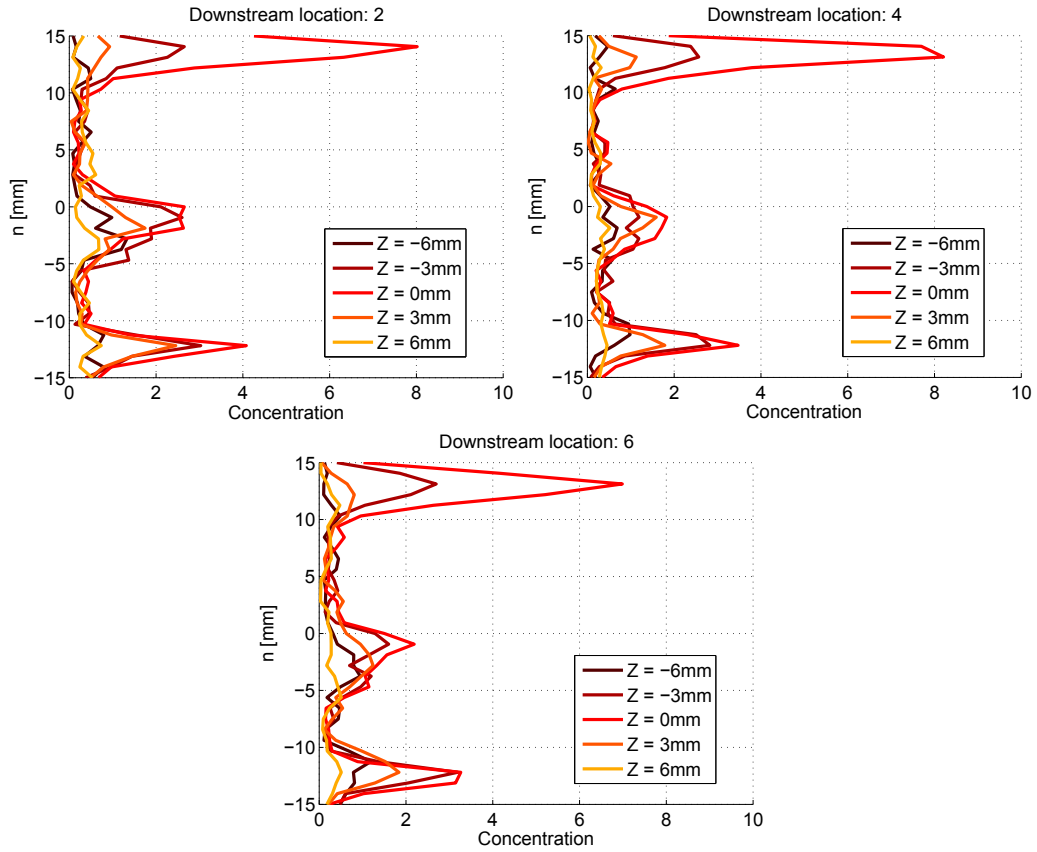 Downstream location: 2
15
10
5
0
−5
−10
−15
n [mm]
0
2
4
6
8
10
Concentration
Z = −6mm
Z = −3mm
Z = 0mm
Z = 3mm
Z = 6mm
Downstream location: 4
15
10
5
0
−5
−10
−15
n [mm]
0
2
4
6
8
10
Concentration
Z = −6mm
Z = −3mm
Z = 0mm
Z = 3mm
Z = 6mm
Downstream location: 6
15
10
5
0
−5
−10
−15
n [mm]
0
2
4
6
8
10
Concentration
Z = −6mm
Z = −3mm
Z = 0mm
Z = 3mm
Z = 6mm